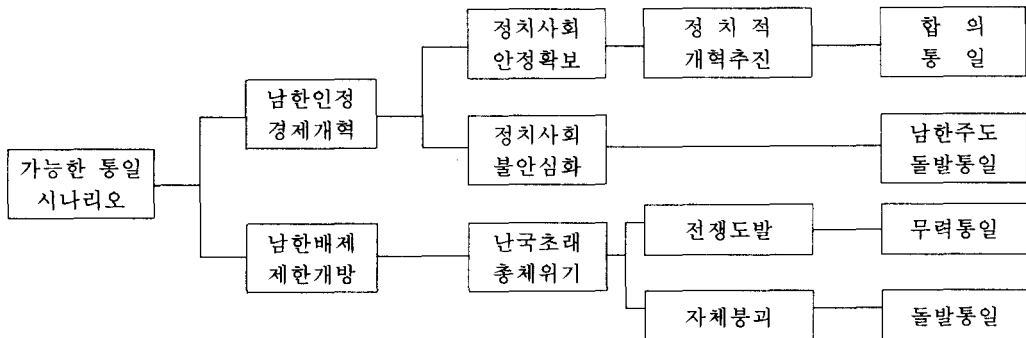 정치사회
안정확보
정 치 적
개혁추진
합 의
통 일
남한인정
경제개혁
정치사회
불안심화
남한주도
돌발통일
가능한 통일
시나리오
남한배제
제한개방
난국초래
총체위기
전쟁도발
무력통일
자체붕괴
돌발통일